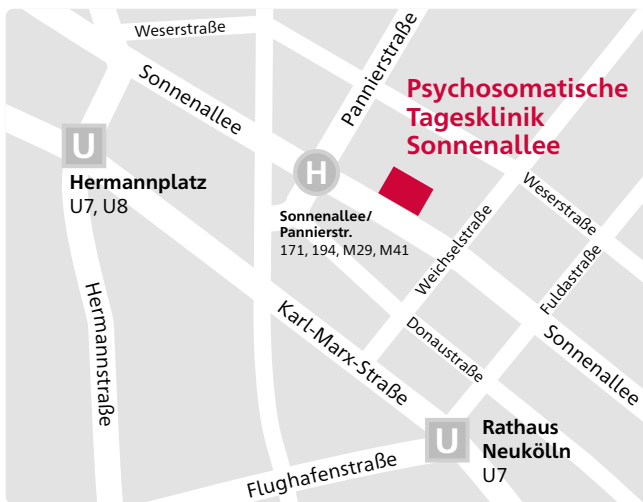 Weserstraße
Sonnenallee
Pannierstraße
Psychosomatische
Tagesklinik
Sonnenallee
U
H
Hermannplatz
U7, U8
Sonnenallee/
Pannierstr.
171, 194, M29, M41
Weserstraße
Weichselstraße
Fuldastraße
Hermannstraße
Karl-Marx-Straße
Donaustraße
Sonnenallee
U
Rathaus
Neukölln
U7
Flughafenstraße